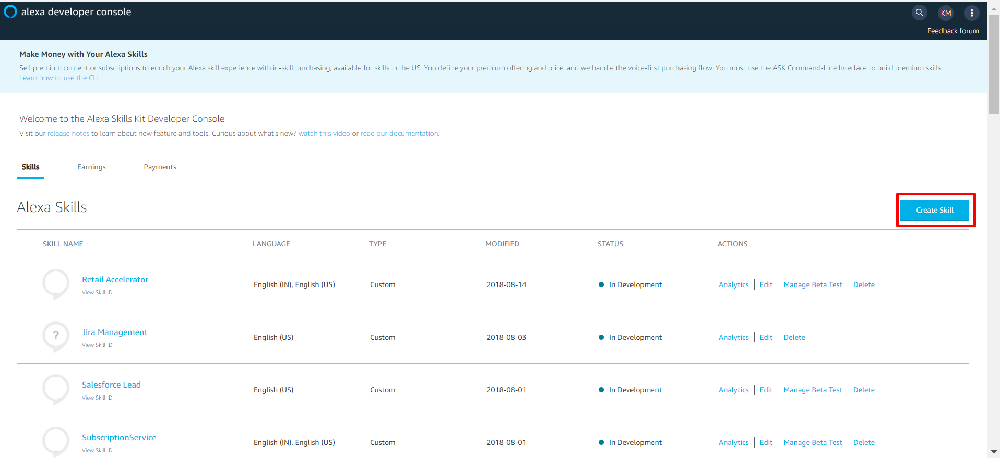 alexa developer console
KM
Feedback forum
Make Money with Your Alexa Skills
Sell premium content or subscriptions to enrich your Alexa skill experience with in-skill purchasing, available for skills in the US. You define your premium offering and price, and we handle the voice-first purchasing flow. You must use the ASK Command-Line Interface to build premium skills.
Learn how to use the CLI.
Welcome to the Alexa Skills Kit Developer Console
Visit our release notes to learn about new feature and tools. Curious about what's new? watch this video or read our documentation.
Skills Earnings Payments
Alexa Skills
Create Skill
SKILL NAME LANGUAGE TYPE MODIFIED STATUS ACTIONS
Retail Accelerator
View Skill ID
English (IN), English (US) Custom 2018-08-14 In Development Analytics | Edit | Manage Beta Test | Delete
?
Jira Management
View Skill ID
English (US) Custom 2018-08-03 In Development Analytics | Edit | Delete
Salesforce Lead
View Skill ID
English (US) Custom 2018-08-01 In Development Analytics | Edit | Manage Beta Test | Delete
SubscriptionService
View Skill ID
English (IN), English (US) Custom 2018-08-01 In Development Analytics | Edit | Manage Beta Test | Delete